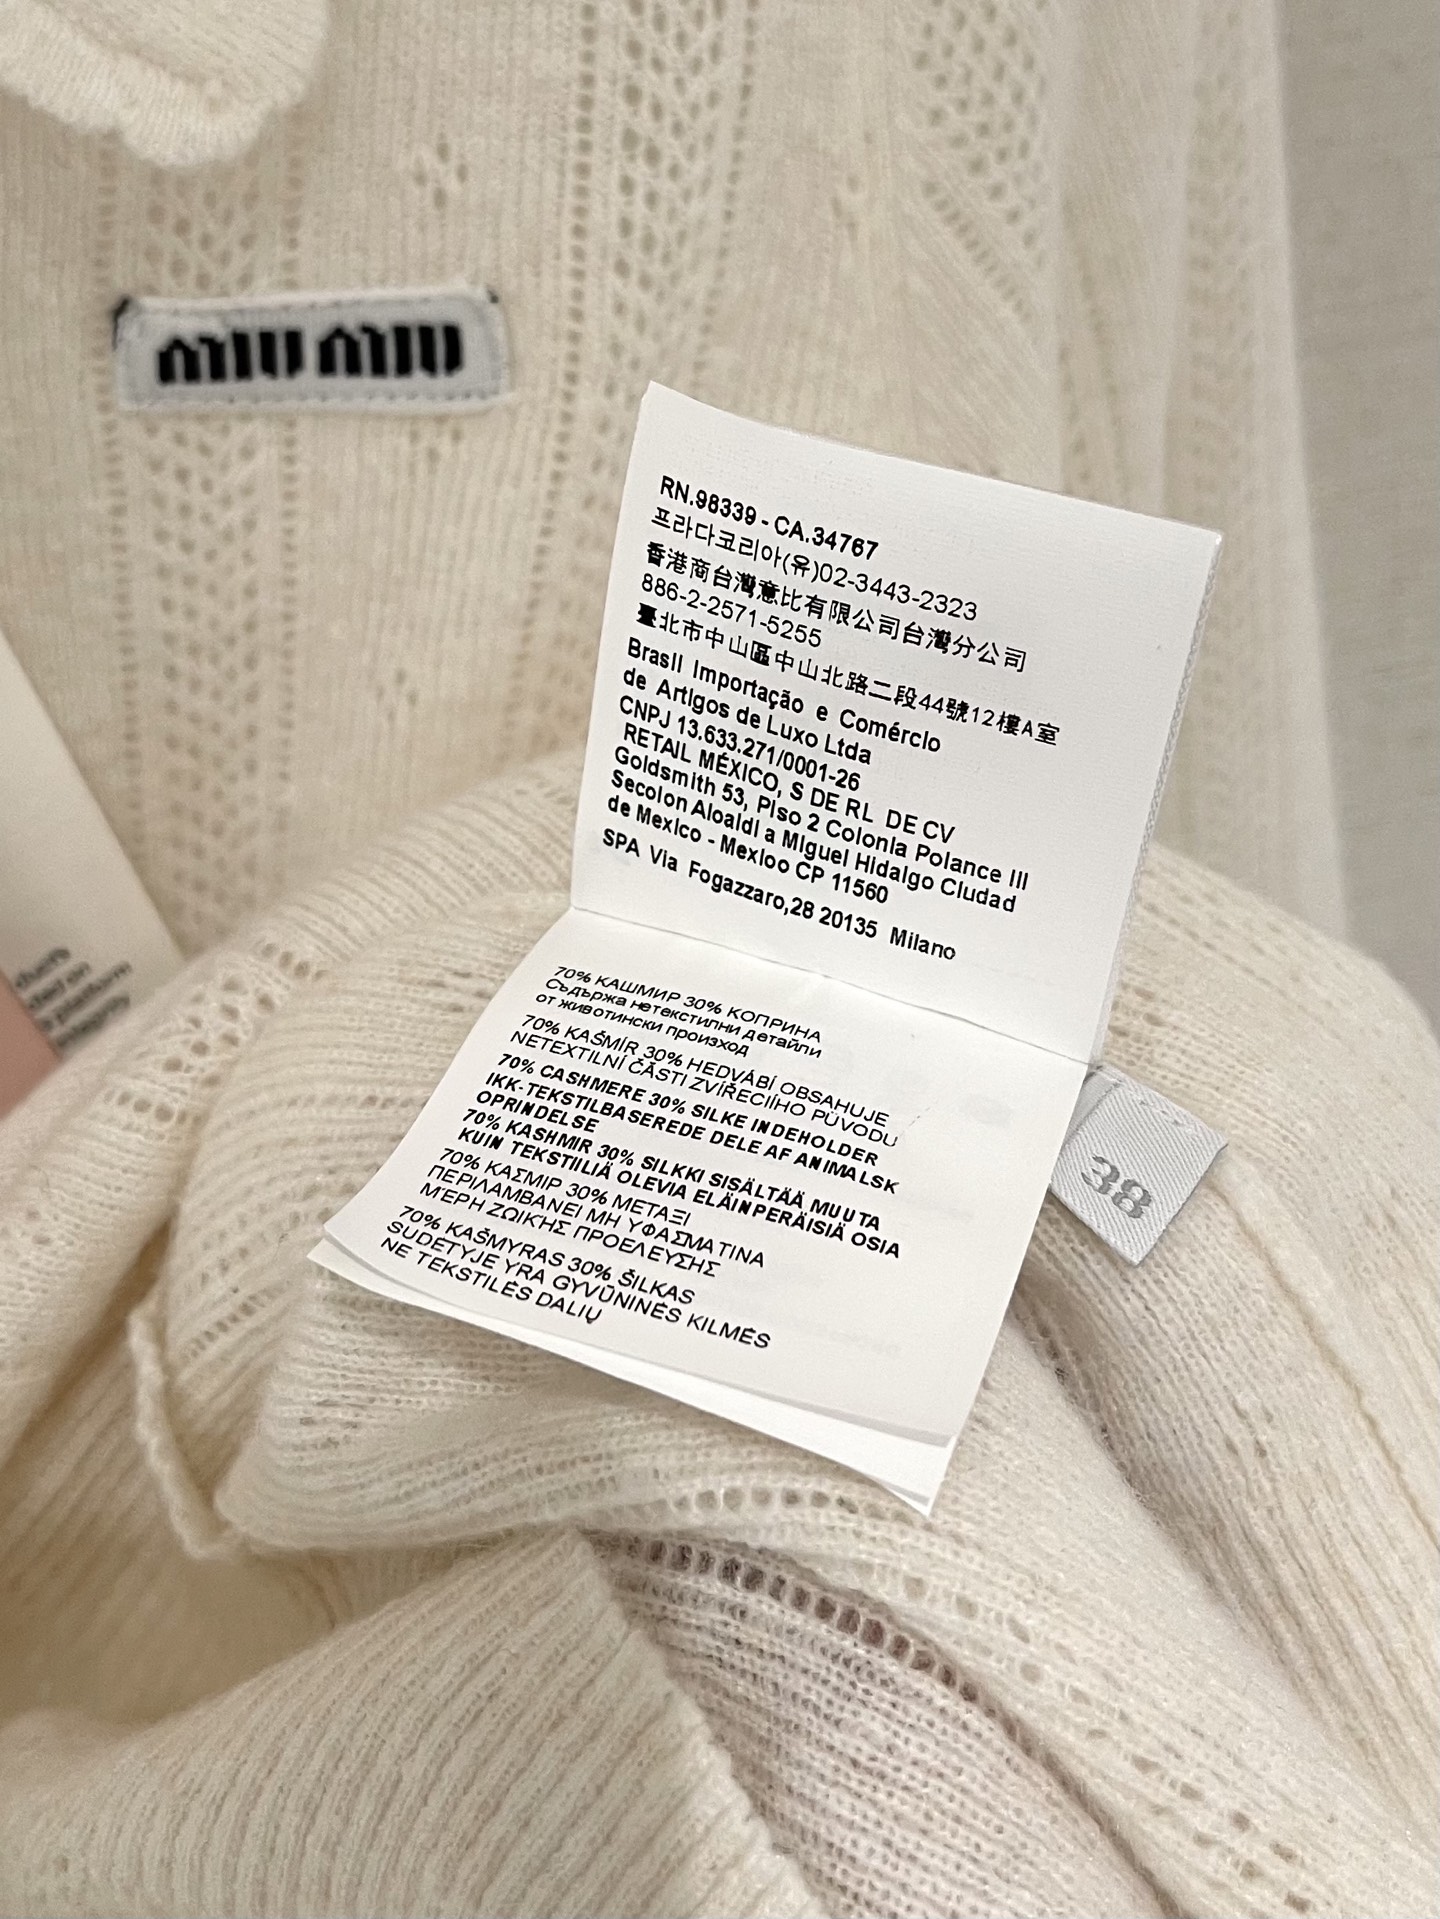 MIU MIU
RN.98339 - CA.34767
프라다코리아(유)02-3443-2323
香港商台灣意比有限公司台灣分公司
886-2-2571-5255
臺北市中山區中山北路二段44號12樓A室
Brasil Importação e Comércio
de Artigos de Luxo Ltda
CNPJ 13.633.271/0001-26
RETAIL MÉXICO, S DE RL DE CV
Goldsmith 53, Piso 2 Colonia Polance III
Secolon Aloaldi a Miguel Hidalgo Ciudad
de Mexico - Mexloo CP 11560
SPA Via Fogazzaro,28 20135 Milano
70% КАШМИР 30% КОПРИНА
Съдържа нетекстилни детайли
от животински произход
70% KAŠMÍR 30% HEDVÁBÍ OBSAHUJE
NETEXTILNÍ ČÁSTI ZVÍŘECIÍHO PŮVODU
70% CASHMERE 30% SILKE INDEHOLDER
IKK-TEKSTILBASEREDE DELE AF ANIMALSK
OPRINDELSE
70% KASHMIR 30% SILKKI SISÄLTÄÄ MUUTA
KUIN TEKSTIILIÄ OLEVIA ELÄINPERÄISIÄ OSIA
70% ΚΑΣΜΙΡ 30% ΜΕΤΑΞΙ
ΠΕΡΙΛΑΜΒΑΝΕΙ ΜΗ ΥΦΑΣΜΑΤΙΝΑ
Μ'ΕΡΗ ΖΩΙΚ'ΗΣ ΠΡΟΕΛΕΥΣΗΣ
70% KAŠMYRAS 30% ŠILKAS
SUDĖTYJE YRA GYVŪNINĖS KILMĖS
NE TEKSTILĖS DALIŲ
38